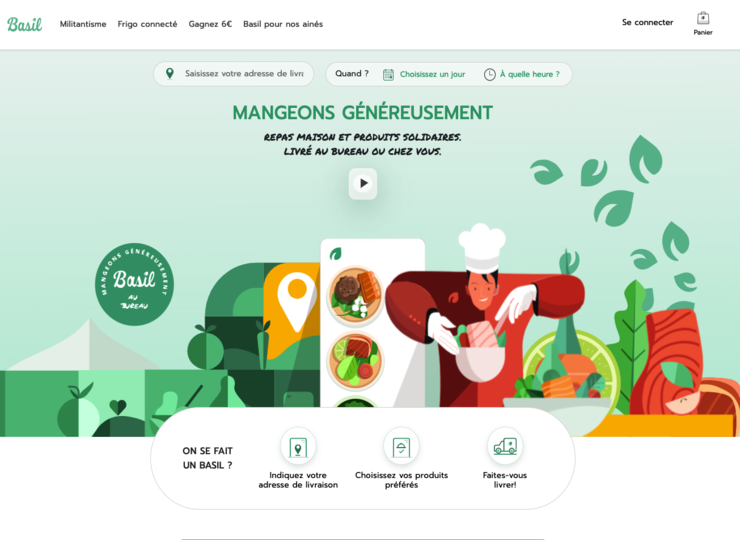 Basil
Militantisme
Frigo connecté
Gagnez 6€
Basil pour nos ainés
Se connecter
Panier
Saisissez votre adresse de livra
Quand ?
Choisissez un jour
À quelle heure ?
MANGEONS GÉNÉREUSEMENT
REPAS MAISON ET PRODUITS SOLIDAIRES.
LIVRÉ AU BUREAU OU CHEZ VOUS.
MANGEONS GÉNÉREUSEMENT
Basil
AU
BUREAU
ON SE FAIT
UN BASIL ?
Indiquez votre
adresse de livraison
Choisissez vos produits
préférés
Faites-vous
livrer!